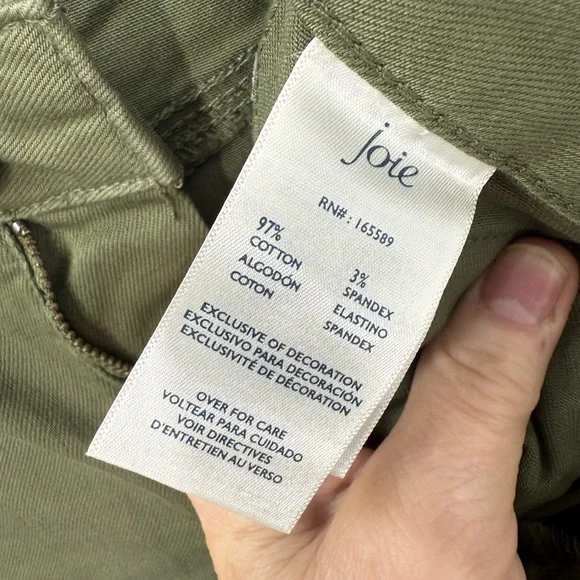 joie
RN#: 165589
97% 3%
COTTON SPANDEX
ALGODÓN ELASTINO
COTON SPANDEX
EXCLUSIVE OF DECORATION
EXCLUSIVO PARA DECORACIÓN
EXCLUSIVITÉ DE DÉCORATION
OVER FOR CARE
VOLTEAR PARA CUIDADO
VOIR DIRECTIVES
D'ENTRETIEN AU VERSO